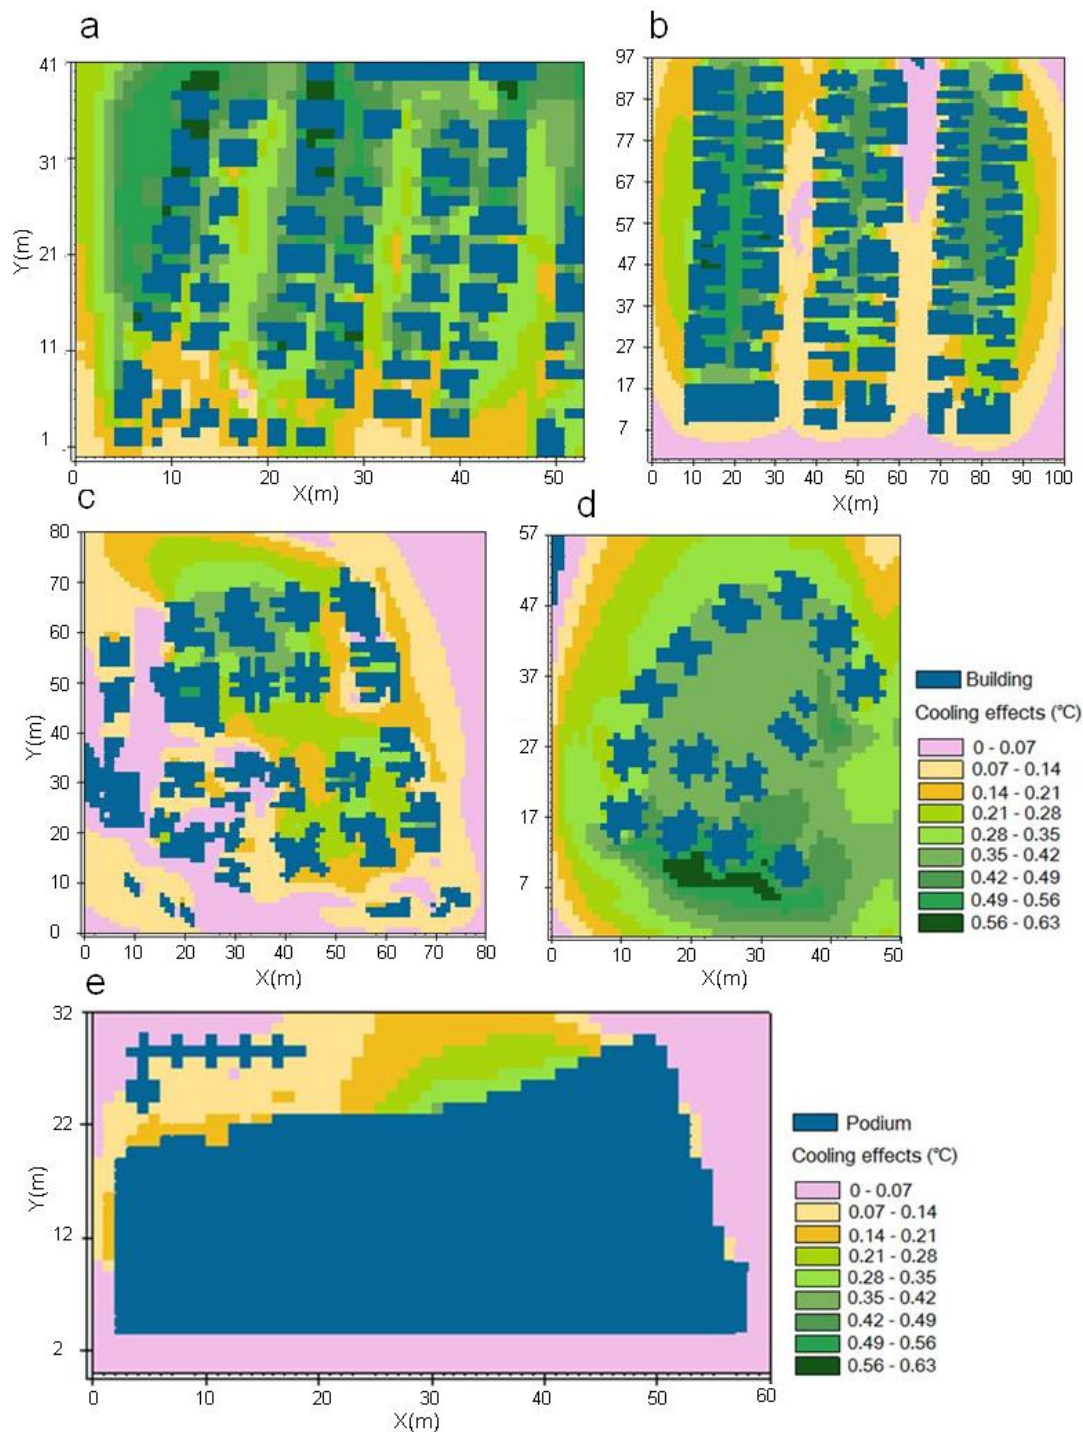 a
b
41
31
21
11
1
Y(m)
0 10 20 30 40 50
X(m)
97
87
77
67
57
47
37
27
17
7
Y(m)
0 10 20 30 40 50 60 70 80 90 100
X(m)
c
d
80
70
60
50
40
30
20
10
0
Y(m)
0 10 20 30 40 50 60 70 80
X(m)
57
47
37
27
17
7
0 10 20 30 40 50
X(m)
Building
Cooling effects (°C)
0 - 0.07
0.07 - 0.14
0.14 - 0.21
0.21 - 0.28
0.28 - 0.35
0.35 - 0.42
0.42 - 0.49
0.49 - 0.56
0.56 - 0.63
e
32
22
12
2
Y(m)
0 10 20 30 40 50 60
X(m)
Podium
Cooling effects (°C)
0 - 0.07
0.07 - 0.14
0.14 - 0.21
0.21 - 0.28
0.28 - 0.35
0.35 - 0.42
0.42 - 0.49
0.49 - 0.56
0.56 - 0.63